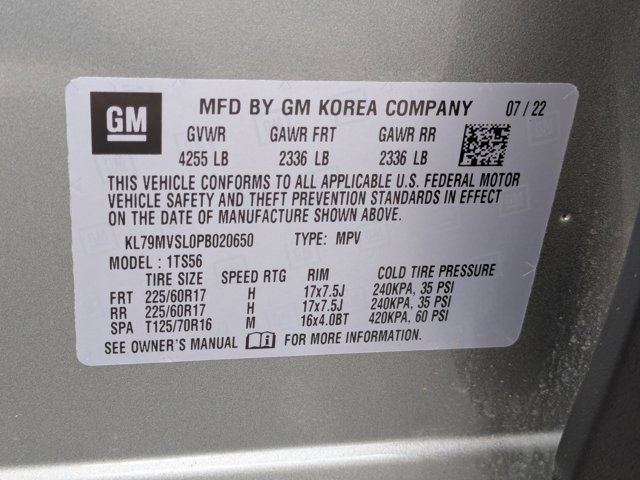 GM MFD BY GM KOREA COMPANY 07/22
GVWR GAWR FRT GAWR RR
4255 LB 2336 LB 2336 LB
THIS VEHICLE CONFORMS TO ALL APPLICABLE U.S. FEDERAL MOTOR
VEHICLE SAFETY AND THEFT PREVENTION STANDARDS IN EFFECT
ON THE DATE OF MANUFACTURE SHOWN ABOVE.
KL79MVSL0PB020650 TYPE: MPV
MODEL: 1TS56
TIRE SIZE SPEED RTG RIM COLD TIRE PRESSURE
FRT 225/60R17 H 17x7.5J 240KPA, 35 PSI
RR 225/60R17 H 17x7.5J 240KPA, 35 PSI
SPA T125/70R16 M 16x4.0BT 420KPA, 60 PSI
SEE OWNER'S MANUAL FOR MORE INFORMATION.